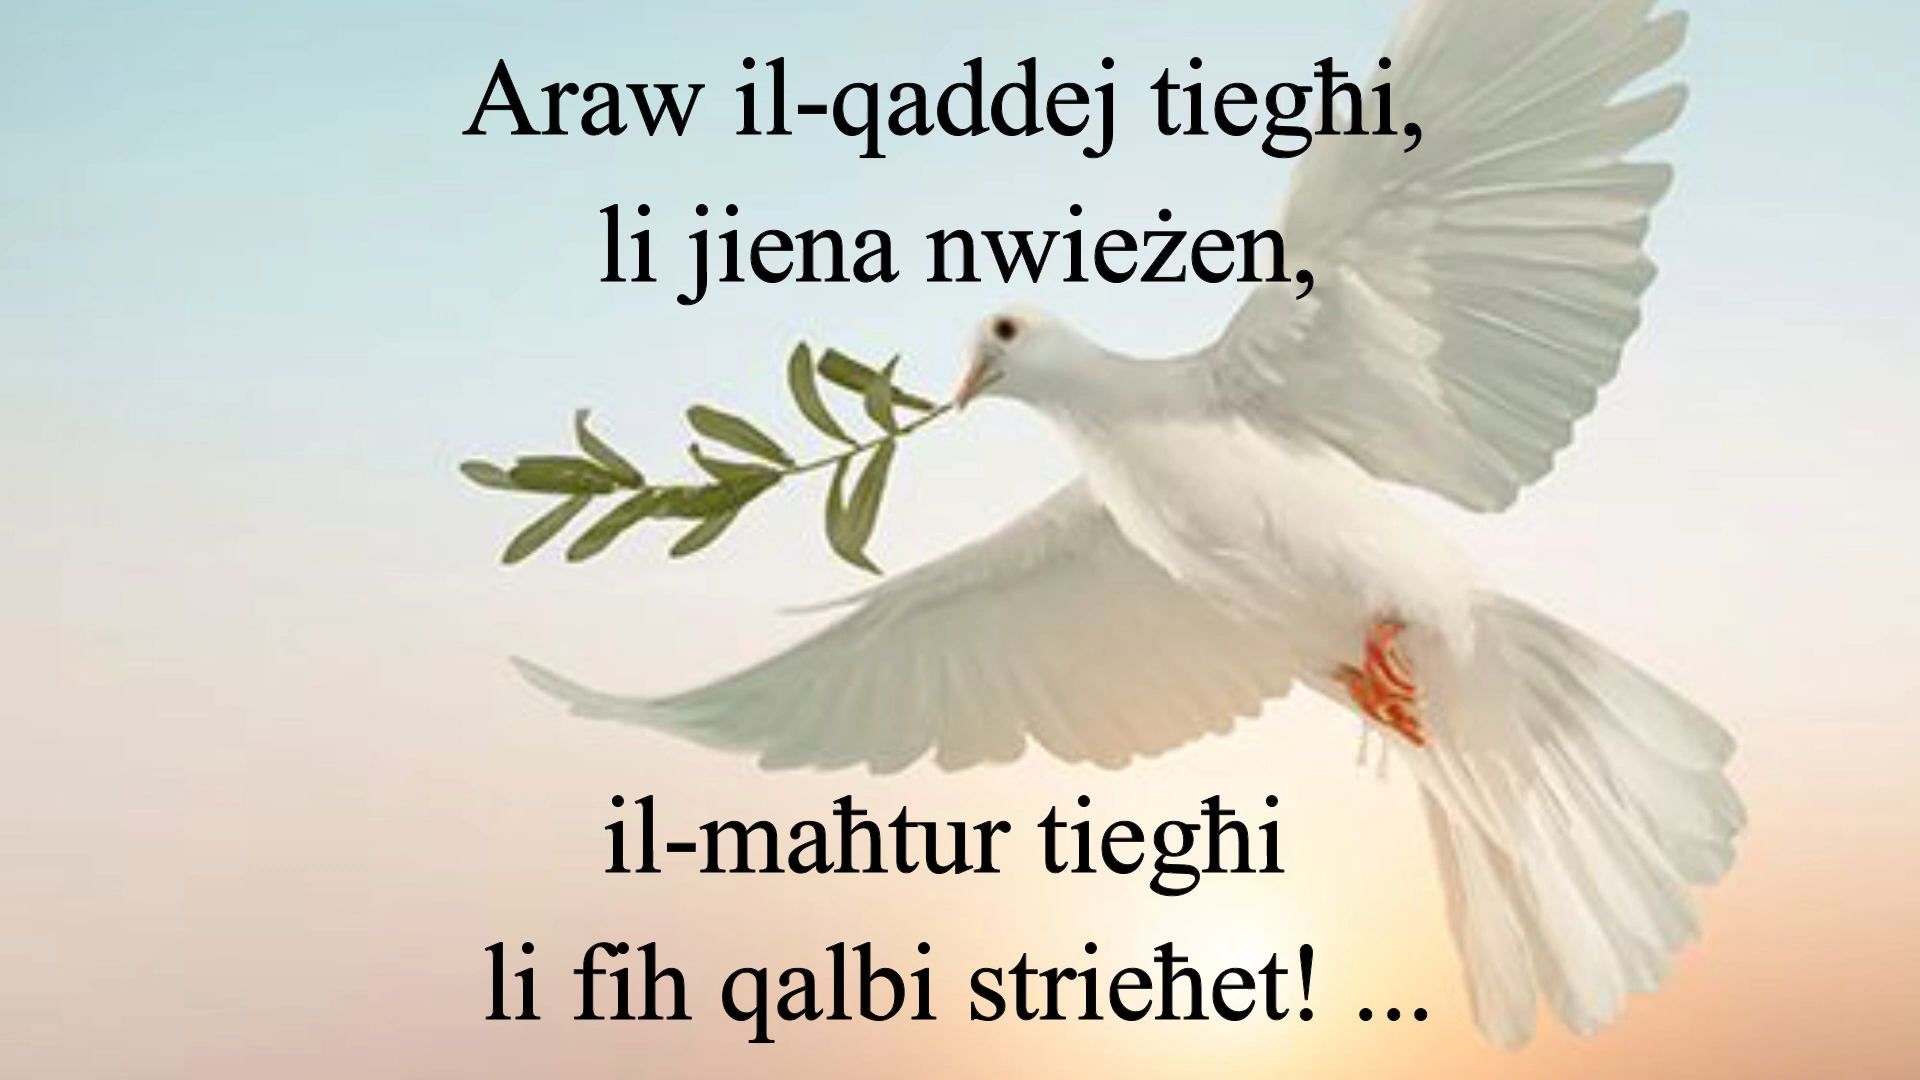 Araw il-qaddej tiegħi,
li jiena nwieżen,
il-maħtur tiegħi
li fih qalbi strieħet! ...